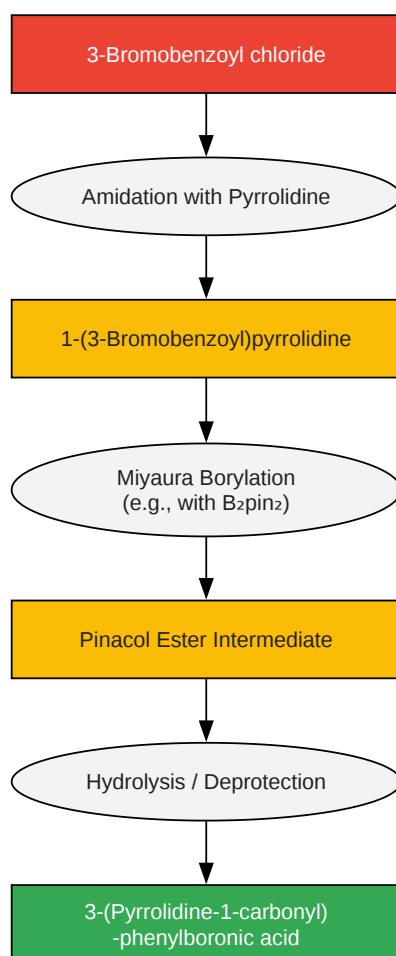 3-Bromobenzoyl chloride
Amidation with Pyrrolidine
1-(3-Bromobenzoyl)pyrrolidine
Miyaura Borylation
(e.g., with B₂pin₂)
Pinacol Ester Intermediate
Hydrolysis / Deprotection
3-(Pyrrolidine-1-carbonyl)
-phenylboronic acid